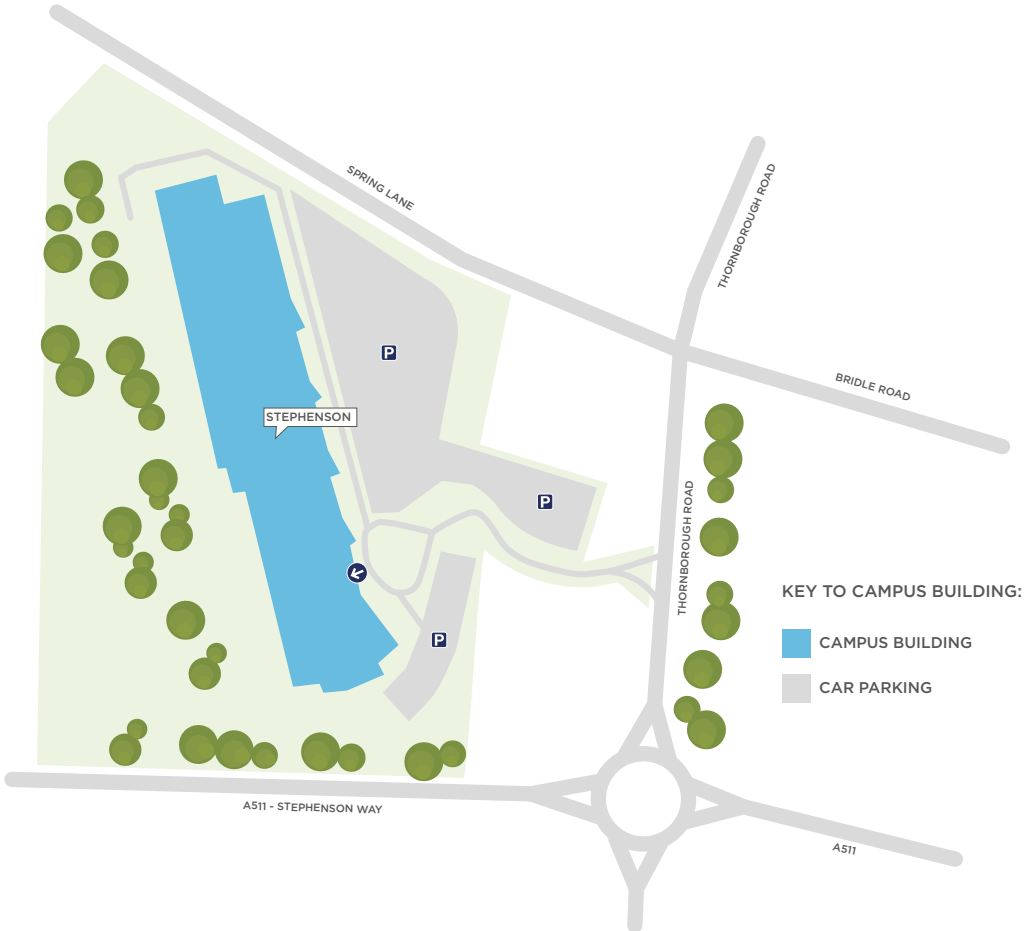 SPRING LANE
THORNBOROUGH ROAD
P
BRIDLE ROAD
STEPHENSON
P
THORNBOROUGH ROAD
KEY TO CAMPUS BUILDING:
CAMPUS BUILDING
P
CAR PARKING
A511 - STEPHENSON WAY
A511